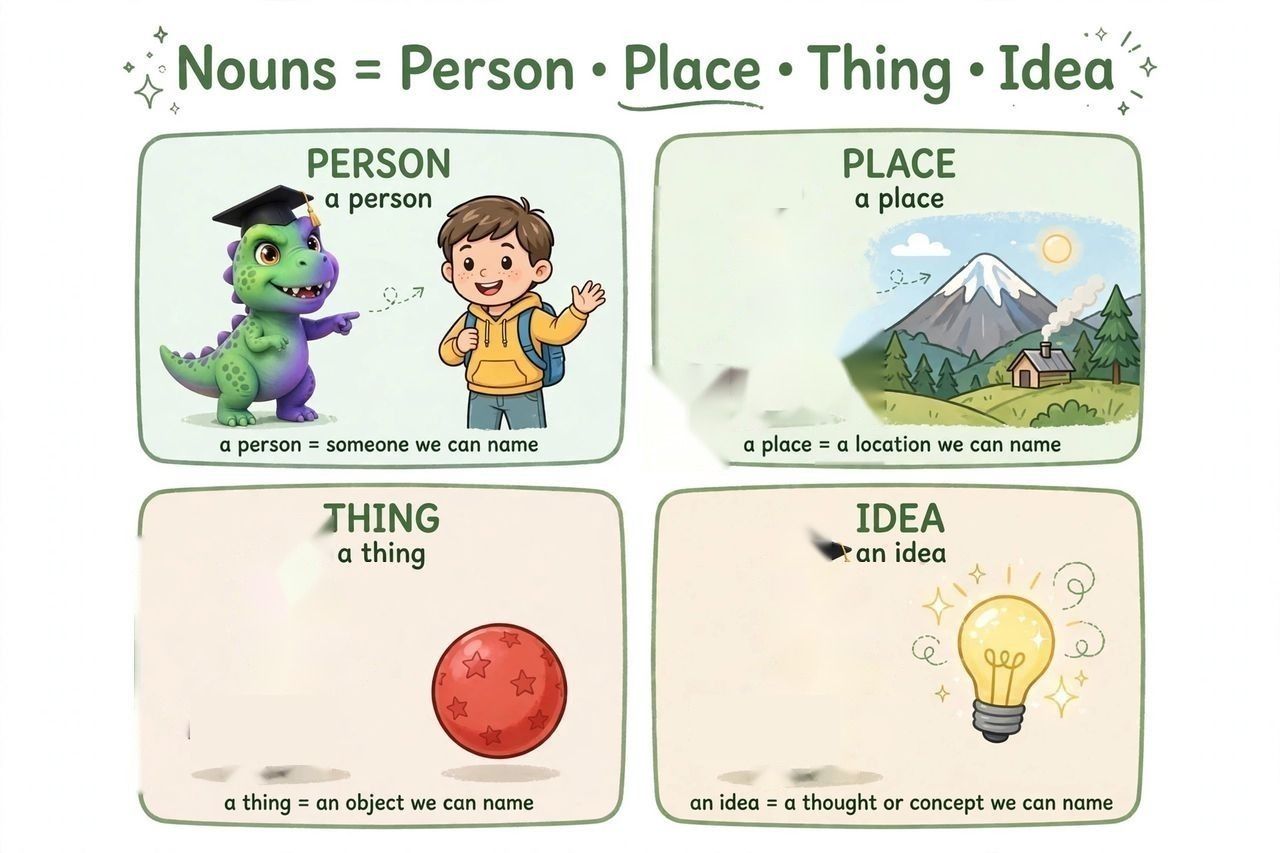 Nouns = Person • Place • Thing • Idea
PERSON
a person
a person = someone we can name
PLACE
a place
a place = a location we can name
THING
a thing
a thing = an object we can name
IDEA
an idea
an idea = a thought or concept we can name